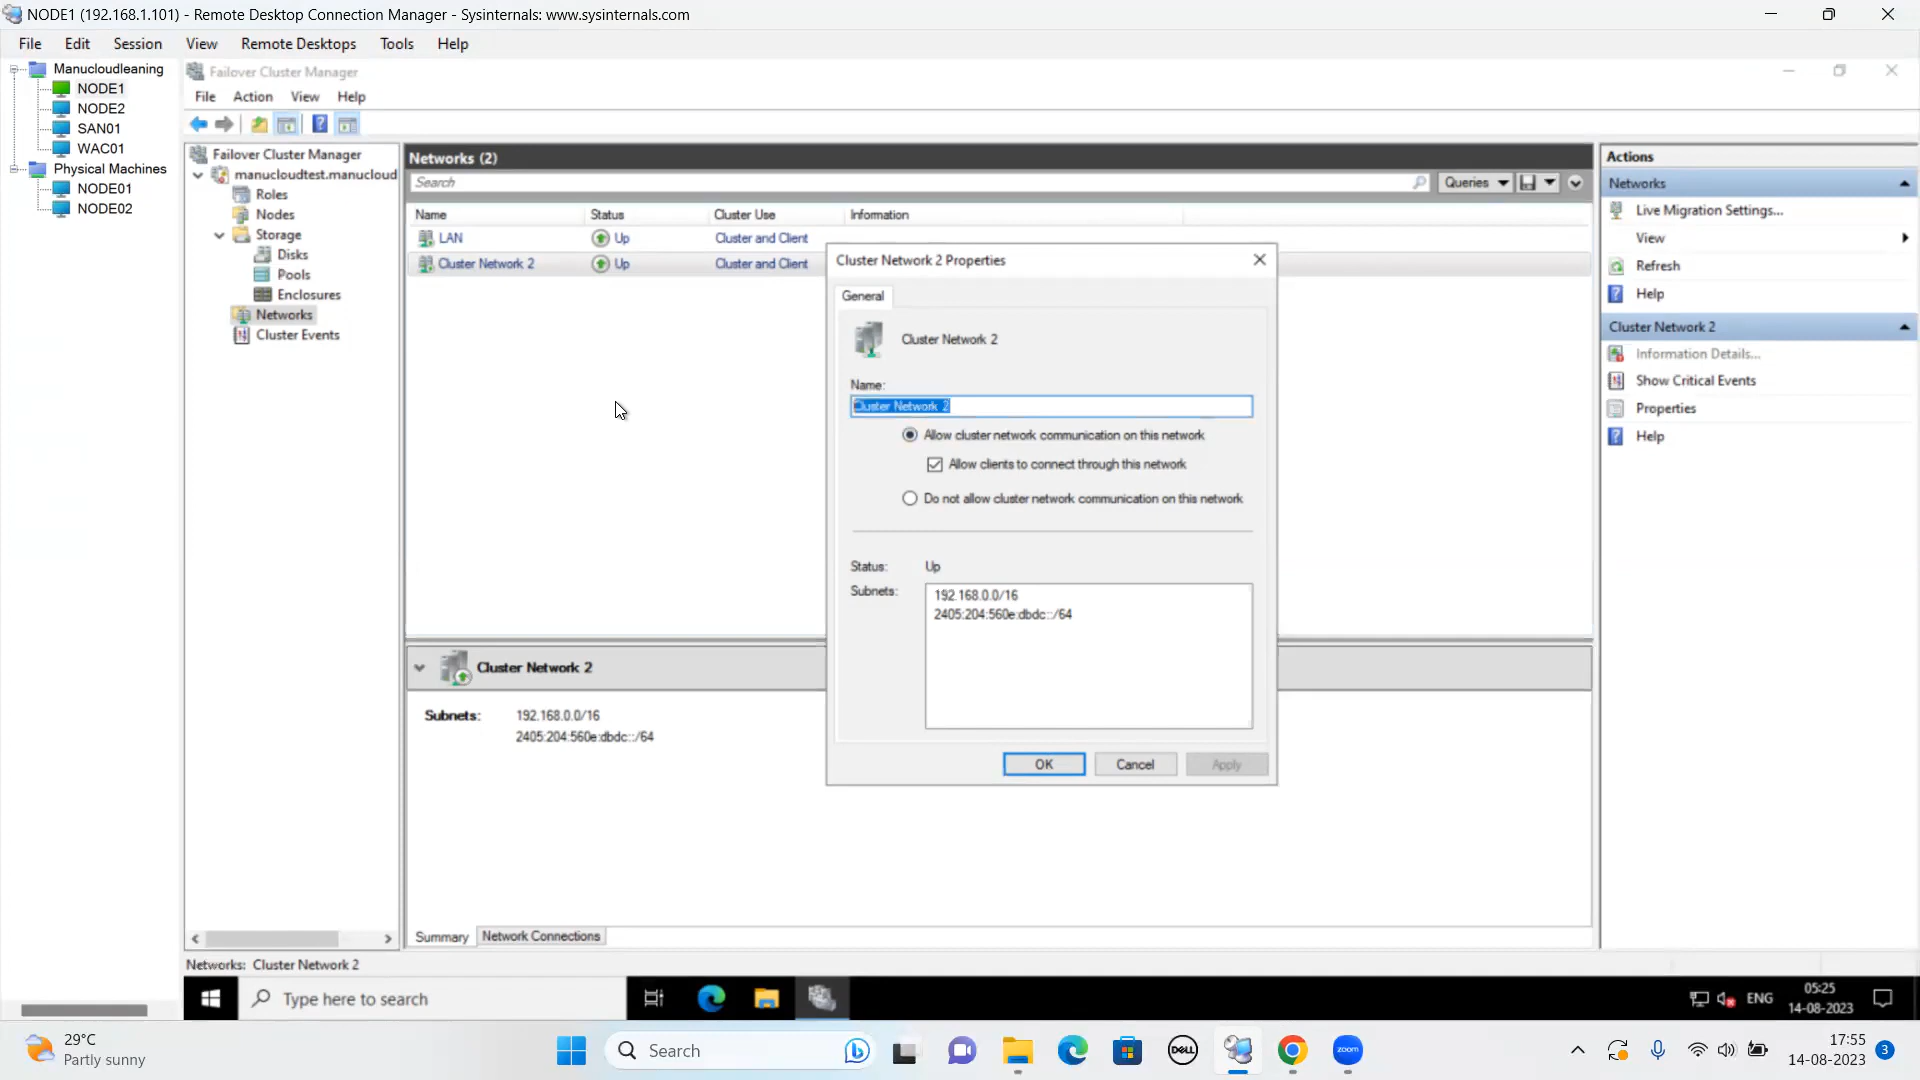 NODE1 (192.168.1.101) - Remote Desktop Connection Manager - Sysinternals: www.sysinternals.com
File Edit Session View Remote Desktops Tools Help
Manucloudleaning
NODE1
NODE2
SAN01
WAC01
Physical Machines
NODE01
NODE02
Failover Cluster Manager
File Action View Help
Failover Cluster Manager
manucloudtest.manucloud
Roles
Nodes
Storage
Disks
Pools
Enclosures
Networks
Cluster Events
Networks (2)
Search
Queries
Name Status Cluster Use Information
LAN Up Cluster and Client
Cluster Network 2 Up Cluster and Client
Cluster Network 2 Properties
General
Cluster Network 2
Name:
Cluster Network 2
Allow cluster network communication on this network
Allow clients to connect through this network
Do not allow cluster network communication on this network
Status: Up
Subnets: 192.168.0.0/16
2405:204:560e:dbdc::/64
OK Cancel Apply
Cluster Network 2
Subnets: 192.168.0.0/16
2405:204:560e:dbdc::/64
Summary Network Connections
Actions
Networks
Live Migration Settings...
View
Refresh
Help
Cluster Network 2
Information Details...
Show Critical Events
Properties
Help
Networks: Cluster Network 2
Type here to search
ENG
05:25
14-08-2023
29°C
Partly sunny
Search
DELL
zoom
17:55
14-08-2023
3